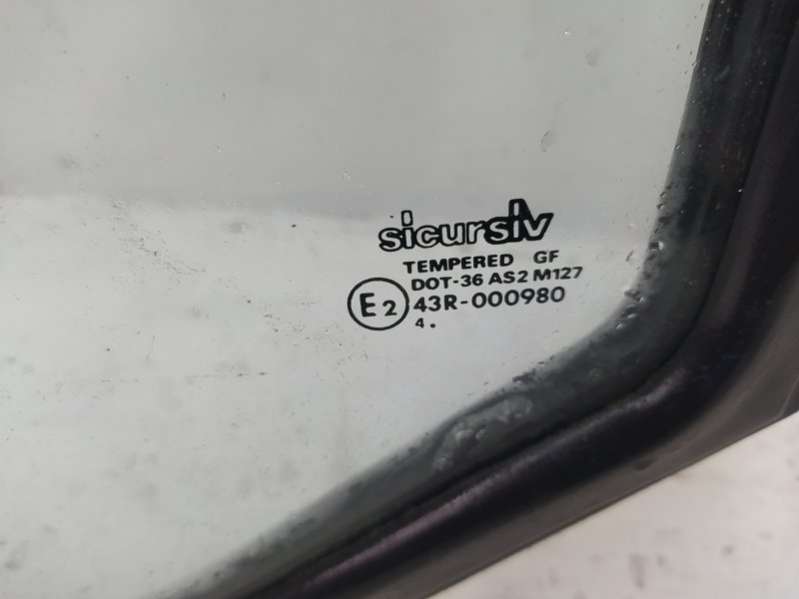 sicursiv
TEMPERED GF
DOT-36 AS2 M127
E2 43R-000980
4.